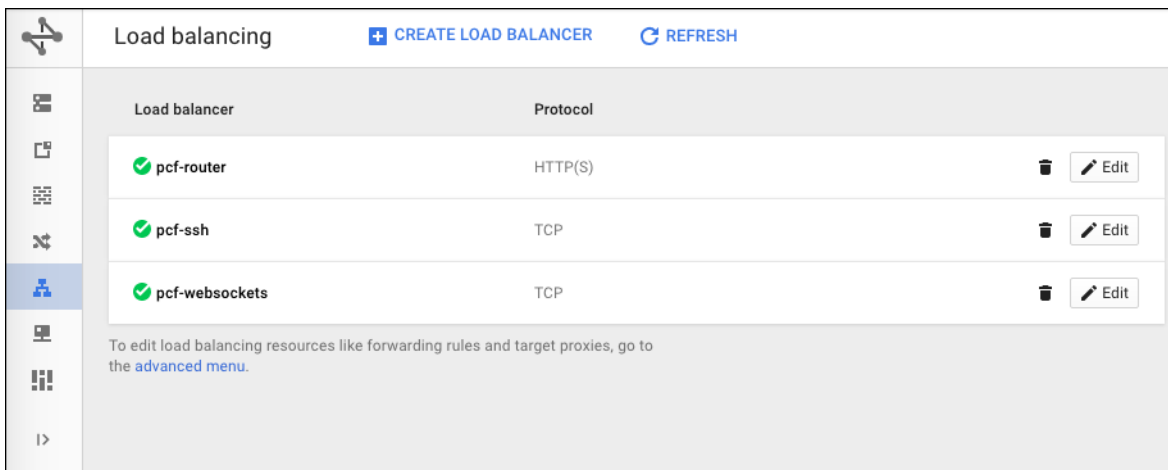 Load balancing CREATE LOAD BALANCER REFRESH
Load balancer Protocol
pcf-router HTTP(S) Edit
pcf-ssh TCP Edit
pcf-websockets TCP Edit
To edit load balancing resources like forwarding rules and target proxies, go to
the advanced menu.